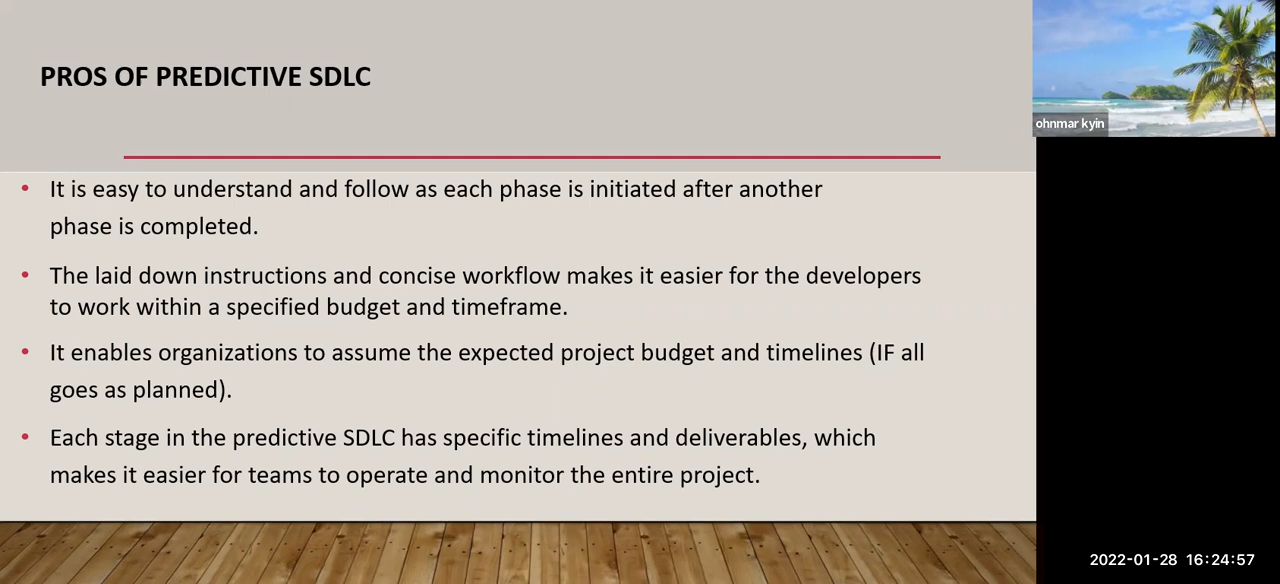 PROS OF PREDICTIVE SDLC
ohnmar kyin
• It is easy to understand and follow as each phase is initiated after another
phase is completed.
• The laid down instructions and concise workflow makes it easier for the developers
to work within a specified budget and timeframe.
• It enables organizations to assume the expected project budget and timelines (IF all
goes as planned).
• Each stage in the predictive SDLC has specific timelines and deliverables, which
makes it easier for teams to operate and monitor the entire project.
2022-01-28 16:24:57